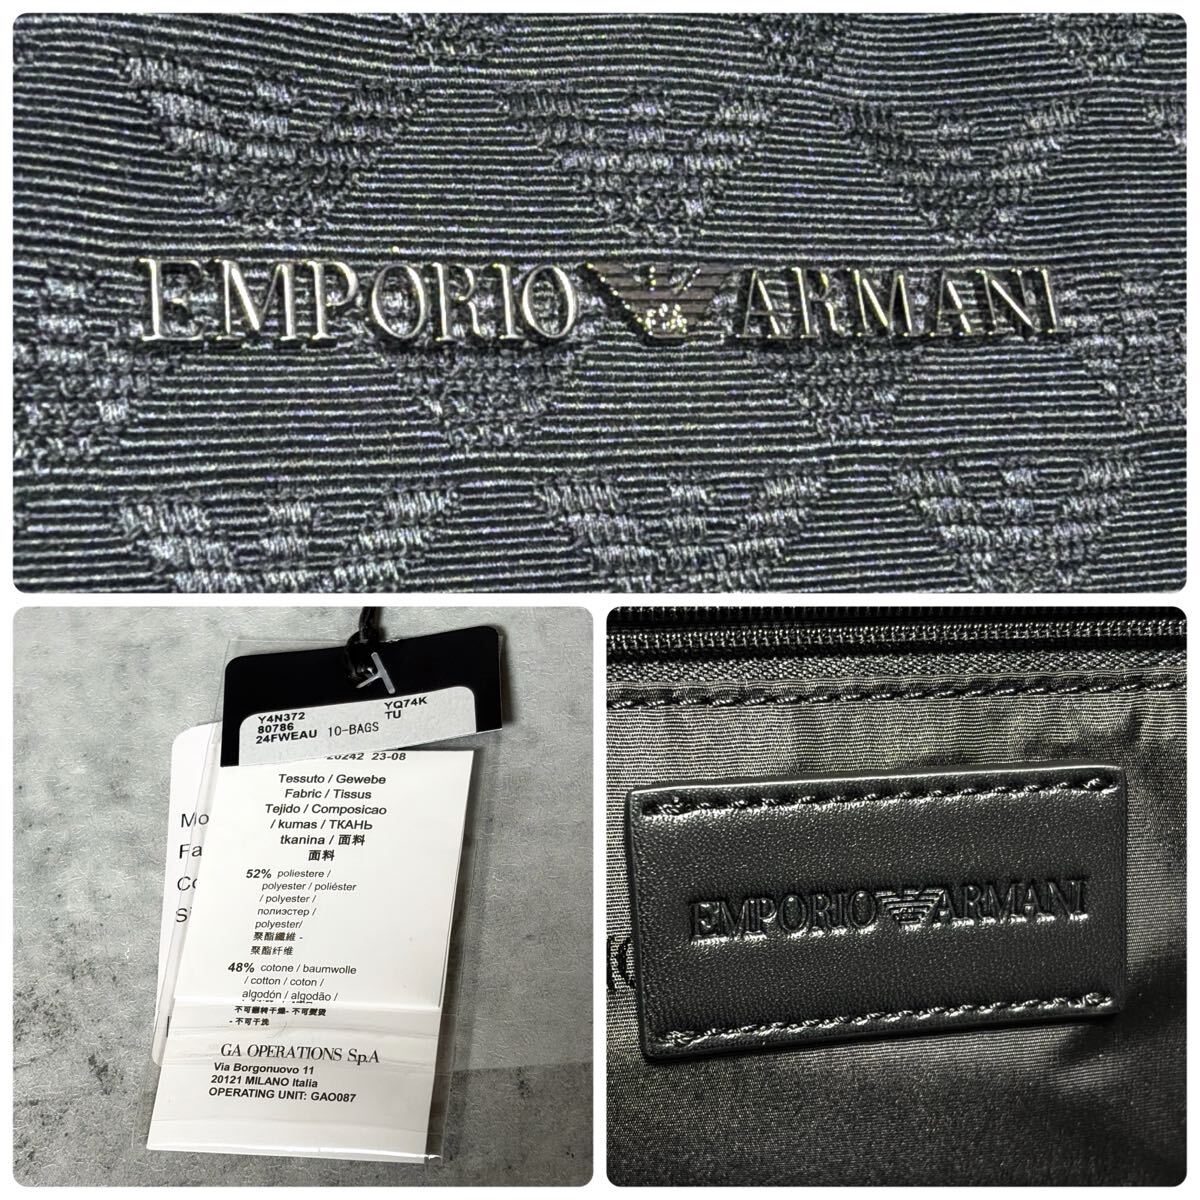 EMPORIO ARMANI
Y4N372 YQ74K
80786 TU
24FWEAU 10-BAGS
20242 23-08
Tessuto / Gewebe
Fabric / Tissus
Tejido / Composicao
/ kumas / ТКАНЬ
tkanina / 面料
面料
52% poliestere /
polyester / poliéster
/ polyester /
полиэстер /
polyester/
聚酯纖維 -
聚酯纤维
48% cotone / baumwolle
/ cotton / coton /
algodón / algodão /
不可翻转干燥- 不可熨烫
- 不可干洗
GA OPERATIONS S.p.A
Via Borgonuovo 11
20121 MILANO Italia
OPERATING UNIT: GAO087
Mo
Fa
Co
EMPORIO ARMANI